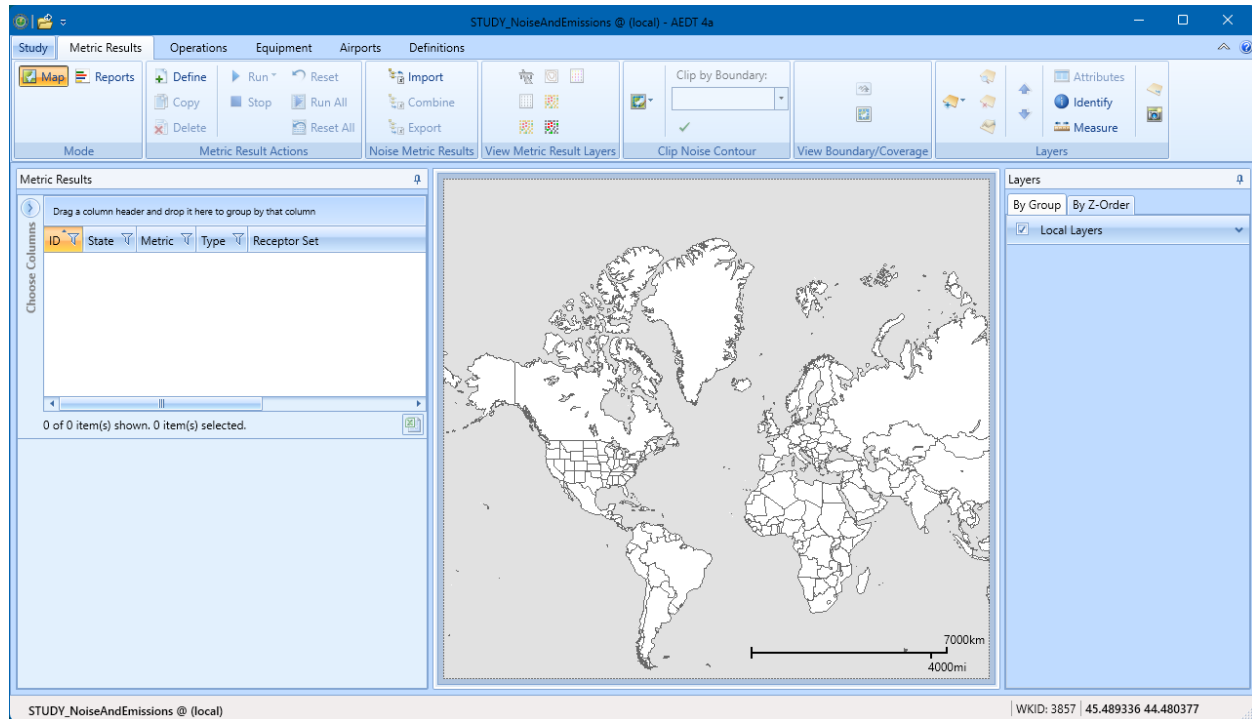 STUDY_NoiseAndEmissions @ (local) - AEDT 4a
Study Metric Results Operations Equipment Airports Definitions
Map Reports Define Run Reset Import Clip by Boundary: Attributes
Copy Stop Run All Combine Identify
Delete Reset All Export Measure
Mode Metric Result Actions Noise Metric Results View Metric Result Layers Clip Noise Contour View Boundary/Coverage Layers
Metric Results
Choose Columns
Drag a column header and drop it here to group by that column
ID State Metric Type Receptor Set
0 of 0 item(s) shown. 0 item(s) selected.
7000km
4000mi
Layers
By Group By Z-Order
Local Layers
STUDY_NoiseAndEmissions @ (local) WKID: 3857 45.489336 44.480377